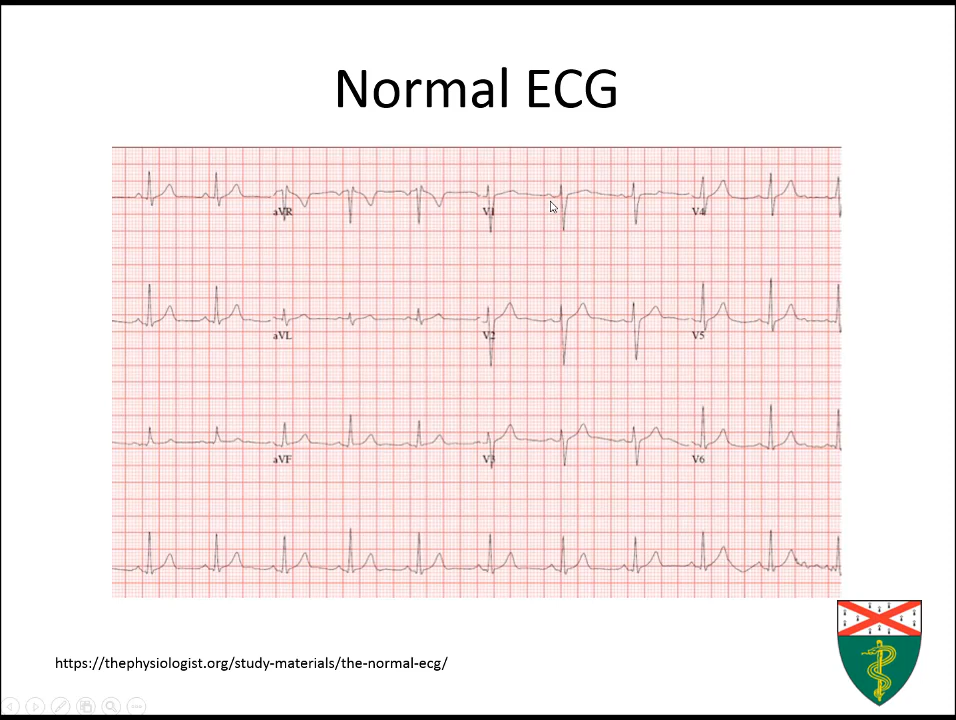 Normal ECG
aVR
V1
V4
aVL
V2
V5
aVF
V3
V6
https://thephysiologist.org/study-materials/the-normal-ecg/